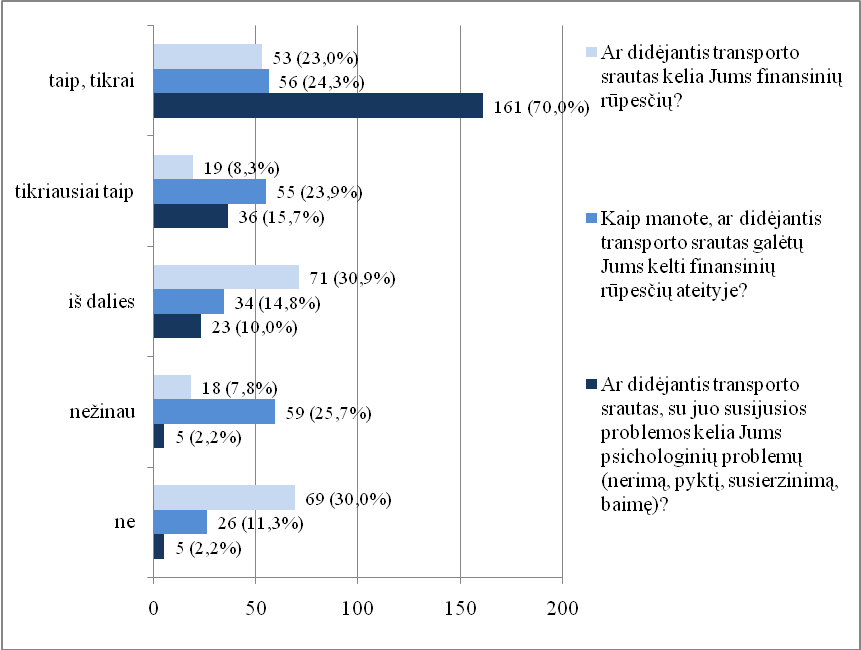 taip, tikrai
53 (23,0%)
56 (24,3%)
161 (70,0%)
tikriausiai taip
19 (8,3%)
55 (23,9%)
36 (15,7%)
iš dalies
71 (30,9%)
34 (14,8%)
23 (10,0%)
nežinau
18 (7,8%)
59 (25,7%)
5 (2,2%)
ne
69 (30,0%)
26 (11,3%)
5 (2,2%)
0 50 100 150 200
Ar didėjantis transporto
srautas kelia Jums finansinių
rūpesčių?
Kaip manote, ar didėjantis
transporto srautas galėtų
Jums kelti finansinių
rūpesčių ateityje?
Ar didėjantis transporto
srautas, su juo susijusios
problemos kelia Jums
psichologinių problemų
(nerimą, pyktį, susierzinimą,
baimę)?